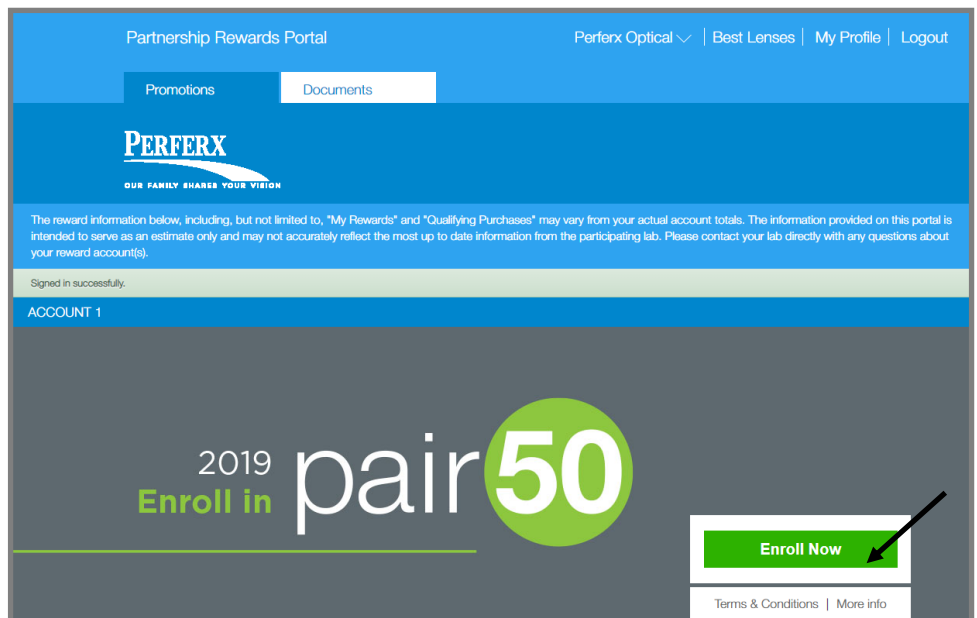 Partnership Rewards Portal
Perferx Optical | Best Lenses | My Profile | Logout
Promotions
Documents
PERFERX
OUR FAMILY SHARES YOUR VISION
The reward information below, including, but not limited to, "My Rewards" and "Qualifying Purchases" may vary from your actual account totals. The information provided on this portal is
intended to serve as an estimate only and may not accurately reflect the most up to date information from the participating lab. Please contact your lab directly with any questions about
your reward account(s).
Signed in successfully.
ACCOUNT 1
2019
Enroll in
pair 50
Enroll Now
Terms & Conditions | More info